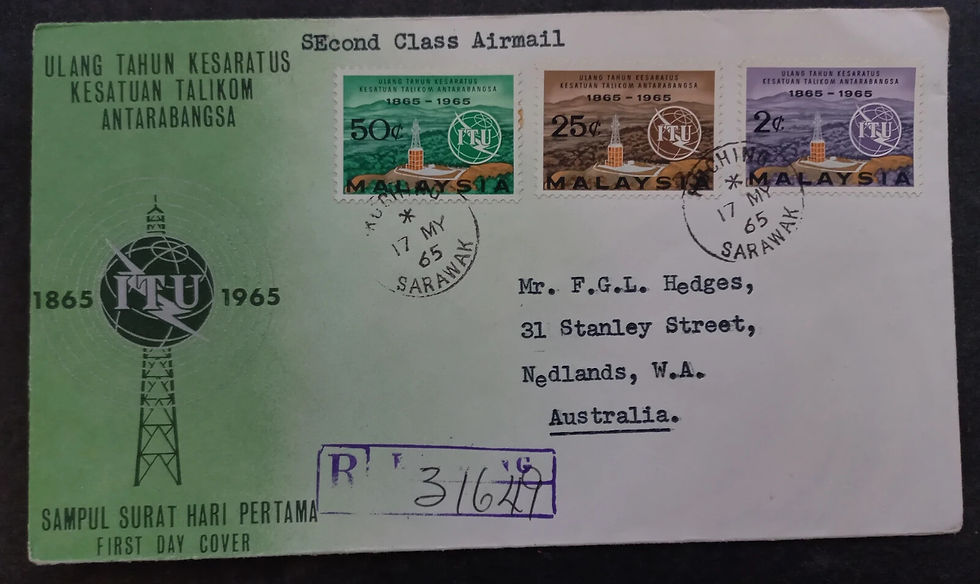 SEcond Class Airmail
ULANG TAHUN KESARATUS
KESATUAN TALIKOM
ANTARABANGSA
ULANG TAHUN KESARATUS
KESATUAN TALIKOM ANTARABANGSA
1865 - 1965
50¢
ITU
MALAYSIA
ULANG TAHUN KESARATUS
KESATUAN TALIKOM ANTARABANGSA
1865 - 1965
25¢
ITU
MALAYSIA
ULANG TAHUN KESARATUS
KESATUAN TALIKOM ANTARABANGSA
1865 - 1965
2¢
ITU
MALAYSIA
KUCHING
*
17 MY
65
SARAWAK
KUCHING
*
17 MY
65
SARAWAK
1865 ITU 1965
Mr. F.G.L. Hedges,
31 Stanley Street,
Nedlands, W.A.
Australia.
R
31649
SAMPUL SURAT HARI PERTAMA
FIRST DAY COVER